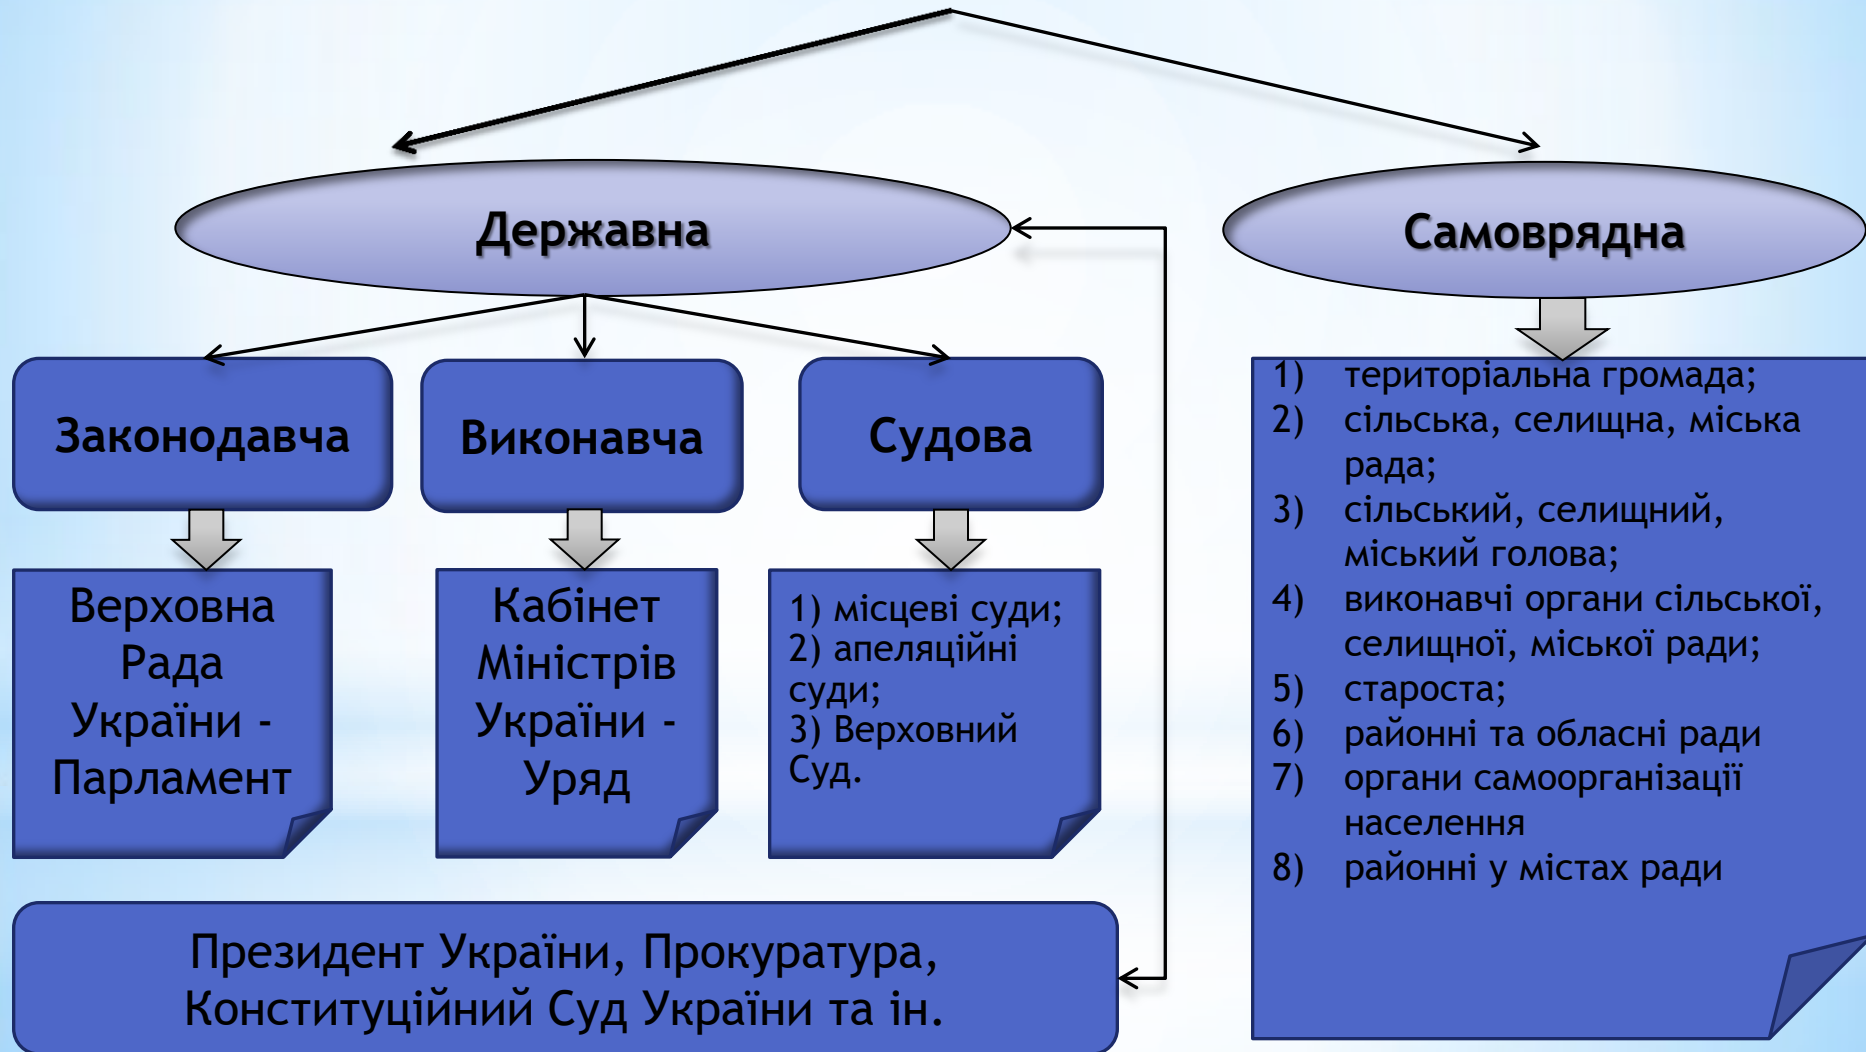 Державна
Самоврядна
Законодавча
Виконавча
Судова
Верховна
Рада
України -
Парламент
Кабінет
Міністрів
України -
Уряд
1) місцеві суди;
2) апеляційні
суди;
3) Верховний
Суд.
1) територіальна громада;
2) сільська, селищна, міська
рада;
3) сільський, селищний,
міський голова;
4) виконавчі органи сільської,
селищної, міської ради;
5) староста;
6) районні та обласні ради
7) органи самоорганізації
населення
8) районні у містах ради
Президент України, Прокуратура,
Конституційний Суд України та ін.